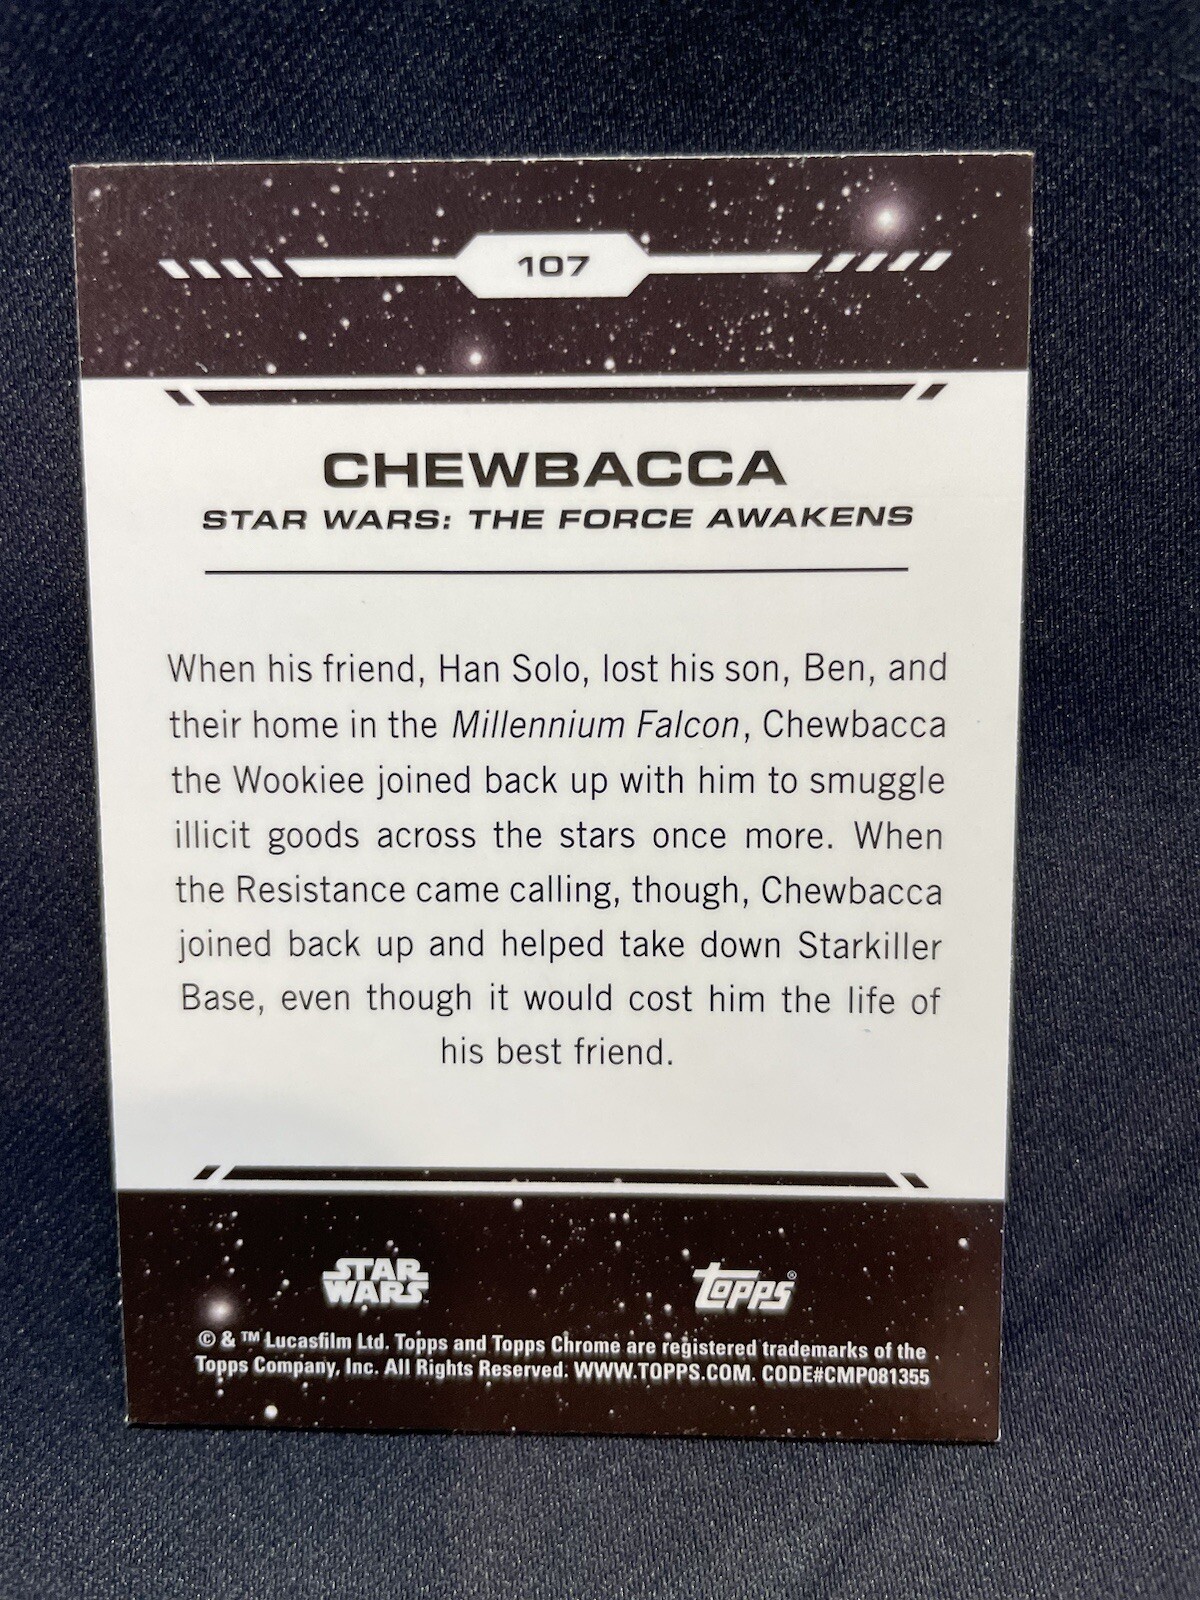 107
CHEWBACCA
STAR WARS: THE FORCE AWAKENS
When his friend, Han Solo, lost his son, Ben, and
their home in the Millennium Falcon, Chewbacca
the Wookiee joined back up with him to smuggle
illicit goods across the stars once more. When
the Resistance came calling, though, Chewbacca
joined back up and helped take down Starkiller
Base, even though it would cost him the life of
his best friend.
STAR
WARS
topps®
© & ™ Lucasfilm Ltd. Topps and Topps Chrome are registered trademarks of the
Topps Company, Inc. All Rights Reserved. WWW.TOPPS.COM. CODE#CMP081355